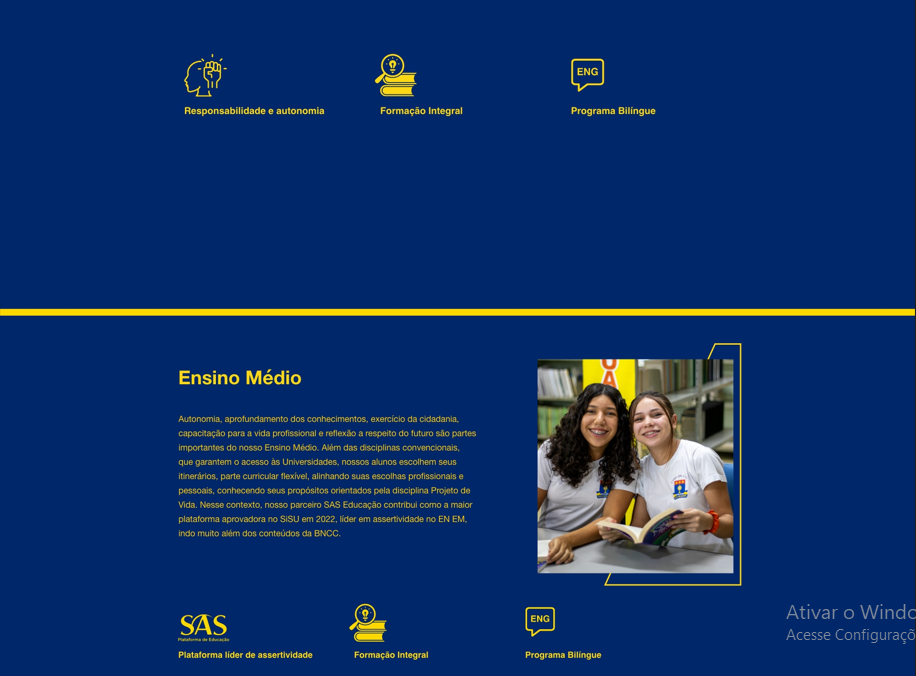 ENG
Responsabilidade e autonomia
Formação Integral
Programa Bilíngue
Ensino Médio
Autonomia, aprofundamento dos conhecimentos, exercício da cidadania,
capacitação para a vida profissional e reflexão a respeito do futuro são partes
importantes do nosso Ensino Médio. Além das disciplinas convencionais,
que garantem o acesso às Universidades, nossos alunos escolhem seus
itinerários, parte curricular flexível, alinhando suas escolhas profissionais e
pessoais, conhecendo seus propósitos orientados pela disciplina Projeto de
Vida. Nesse contexto, nosso parceiro SAS Educação contribui como a maior
plataforma aprovadora no SiSU em 2022, líder em assertividade no EN EM,
indo muito além dos conteúdos da BNCC.
UA
SAS
Plataforma de Educação
ENG
Plataforma líder de assertividade
Formação Integral
Programa Bilíngue
Ativar o Windo
Acesse Configuraçõ